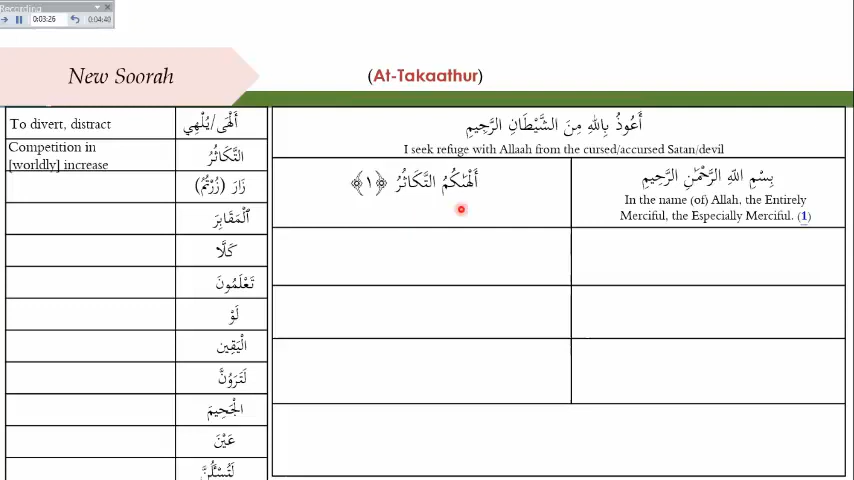 Recording
0:03:26
0:04:40
New Soorah
(At-Takaathur)
To divert, distract
أَلْهَى/يُلْهِي
Competition in
[worldly] increase
التَّكَاثُرُ
زَارَ (زُرْتُمُ)
ٱلْمَقَابِرَ
كَلَّا
تَعْلَمُونَ
لَوْ
الْيَقِين
لَتَرَوُنَّ
الْجَحِيمَ
عَيْنَ
لَتُسْـَٔلُنَّ
أَعُوذُ بِاللهِ مِنَ الشَّيْطَانِ الرَّجِيمِ
I seek refuge with Allaah from the cursed/accursed Satan/devil
أَلْهَىٰكُمُ التَّكَاثُرُ ﴿١﴾
بِسْمِ اللَّهِ الرَّحْمَٰنِ الرَّحِيمِ
In the name (of) Allah, the Entirely
Merciful, the Especially Merciful. (1)